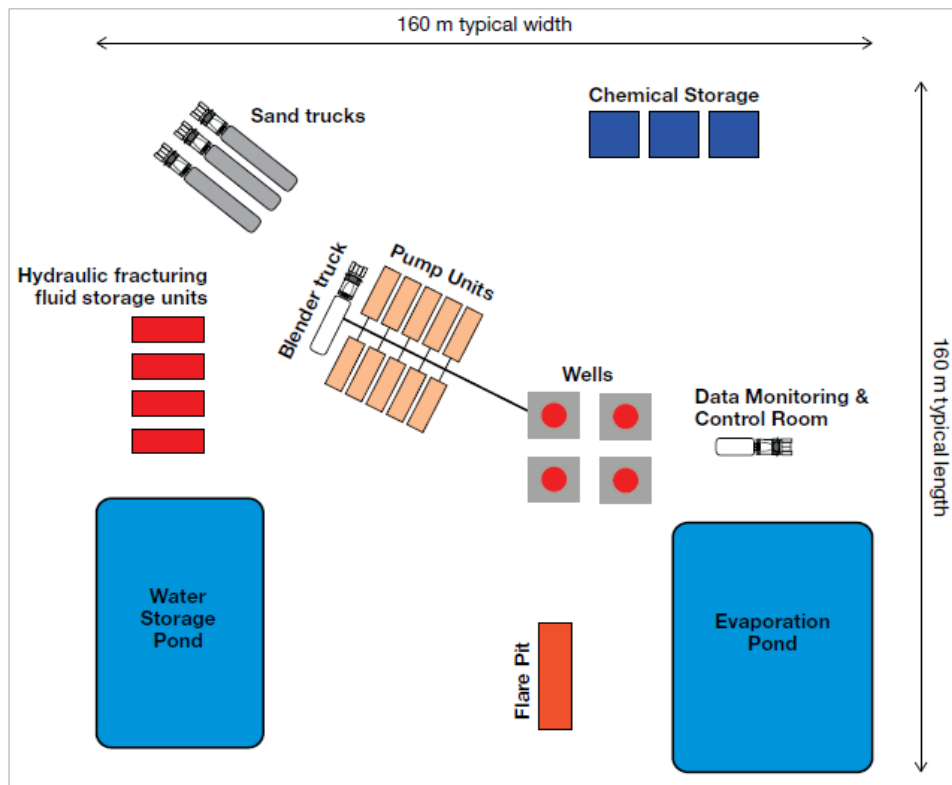 160 m typical width
Sand trucks
Chemical Storage
Hydraulic fracturing
fluid storage units
Blender truck
Pump Units
Wells
Data Monitoring &
Control Room
160 m typical length
Water
Storage
Pond
Flare Pit
Evaporation
Pond